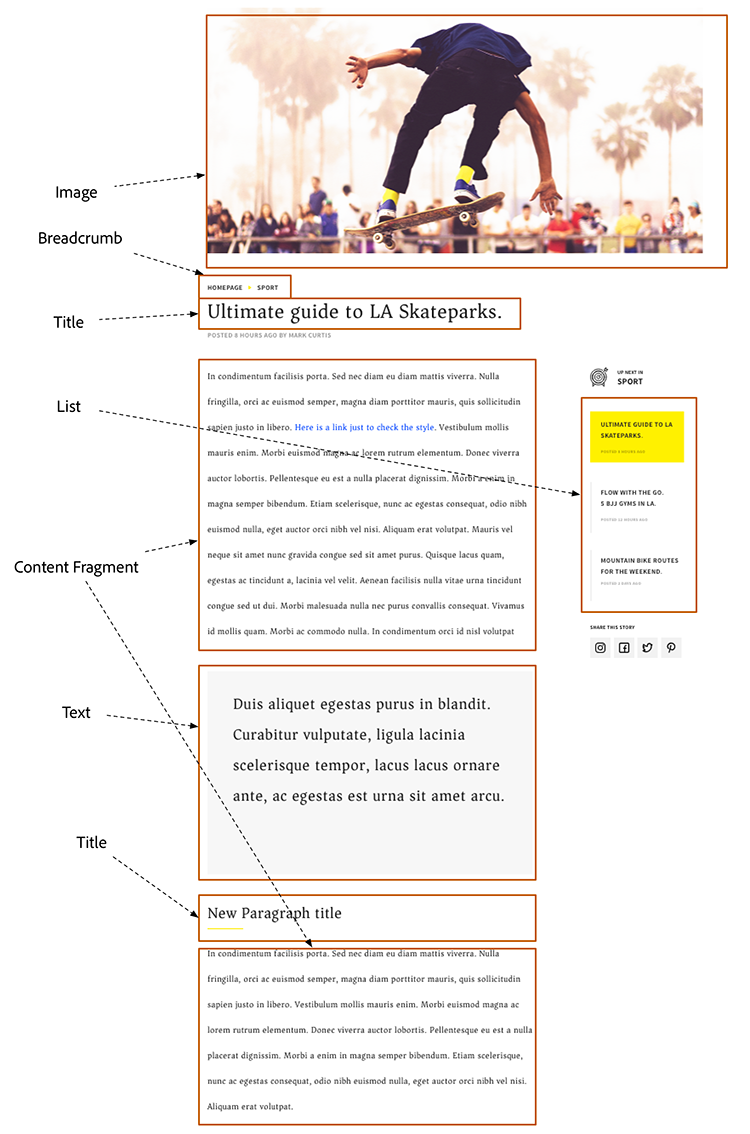 Image
Breadcrumb
HOMEPAGE SPORT
Title
Ultimate guide to LA Skateparks.
POSTED 8 HOURS AGO BY MARK CURTIS
List
Content Fragment
In condimentum facilisis porta. Sed nec diam eu diam mattis viverra. Nulla
fringilla, orci ac euismod semper, magna diam porttitor mauris, quis sollicitudin
sapien justo in libero. Here is a link just to check the style. Vestibulum mollis
mauris enim. Morbi euismod magna ac lorem rutrum elementum. Donec viverra
auctor lobortis. Pellentesque eu est a nulla placerat dignissim. Morbi a enim in
magna semper bibendum. Etiam scelerisque, nunc ac egestas consequat, odio nibh
euismod nulla, eget auctor orci nibh vel nisi. Aliquam erat volutpat. Mauris vel
neque sit amet nunc gravida congue sed sit amet purus. Quisque lacus quam,
egestas ac tincidunt a, lacinia vel velit. Aenean facilisis nulla vitae urna tincidunt
congue sed ut dui. Morbi malesuada nulla nec purus convallis consequat. Vivamus
id mollis quam. Morbi ac commodo nulla. In condimentum orci id nisl volutpat
UP NEXT IN
SPORT
ULTIMATE GUIDE TO LA
SKATEPARKS.
POSTED 8 HOURS AGO
FLOW WITH THE GO.
5 BJJ GYMS IN LA.
POSTED 12 HOURS AGO
MOUNTAIN BIKE ROUTES
FOR THE WEEKEND.
POSTED 2 DAYS AGO
SHARE THIS STORY
Text
Duis aliquet egestas purus in blandit.
Curabitur vulputate, ligula lacinia
scelerisque tempor, lacus lacus ornare
ante, ac egestas est urna sit amet arcu.
Title
New Paragraph title
In condimentum facilisis porta. Sed nec diam eu diam mattis viverra. Nulla
fringilla, orci ac euismod semper, magna diam porttitor mauris, quis sollicitudin
sapien justo in libero. Vestibulum mollis mauris enim. Morbi euismod magna ac
lorem rutrum elementum. Donec viverra auctor lobortis. Pellentesque eu est a nulla
placerat dignissim. Morbi a enim in magna semper bibendum. Etiam scelerisque,
nunc ac egestas consequat, odio nibh euismod nulla, eget auctor orci nibh vel nisi.
Aliquam erat volutpat.